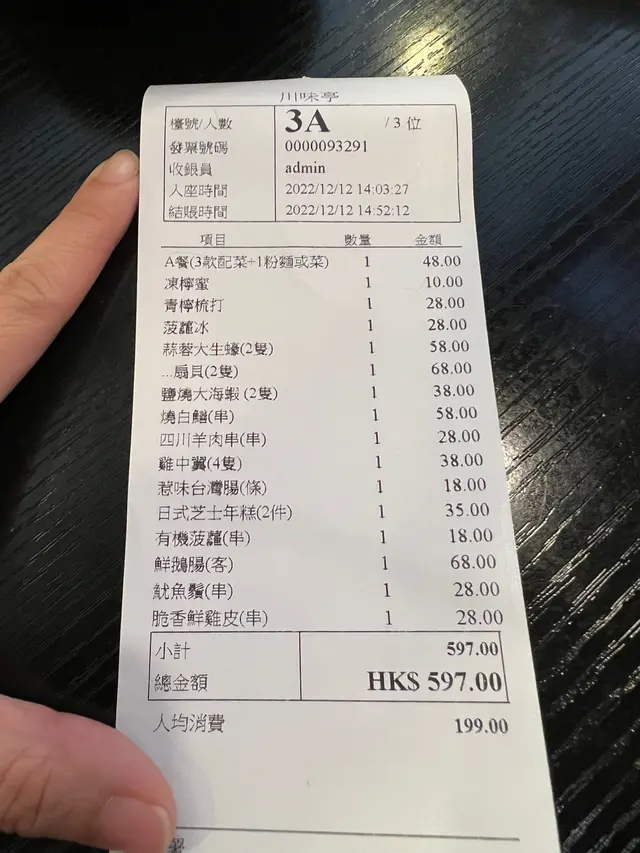 川味亭
檯號/人數 3A /3 位
發票號碼 0000093291
收銀員 admin
入座時間 2022/12/12 14:03:27
結賬時間 2022/12/12 14:52:12
項目 數量 金額
A餐(3款配菜+1粉麵或菜) 1 48.00
凍檸蜜 1 10.00
青檸梳打 1 28.00
菠蘿冰 1 28.00
蒜蓉大生蠔(2隻) 1 58.00
...扇貝(2隻) 1 68.00
鹽燒大海蝦 (2隻) 1 38.00
燒白鱔(串) 1 58.00
四川羊肉串(串) 1 28.00
雞中翼(4隻) 1 38.00
惹味台灣腸(條) 1 18.00
日式芝士年糕(2件) 1 35.00
有機菠蘿(串) 1 18.00
鮮鵝腸(客) 1 68.00
魷魚鬚(串) 1 28.00
脆香鮮雞皮(串) 1 28.00
小計 597.00
總金額 HK$ 597.00
人均消費 199.00